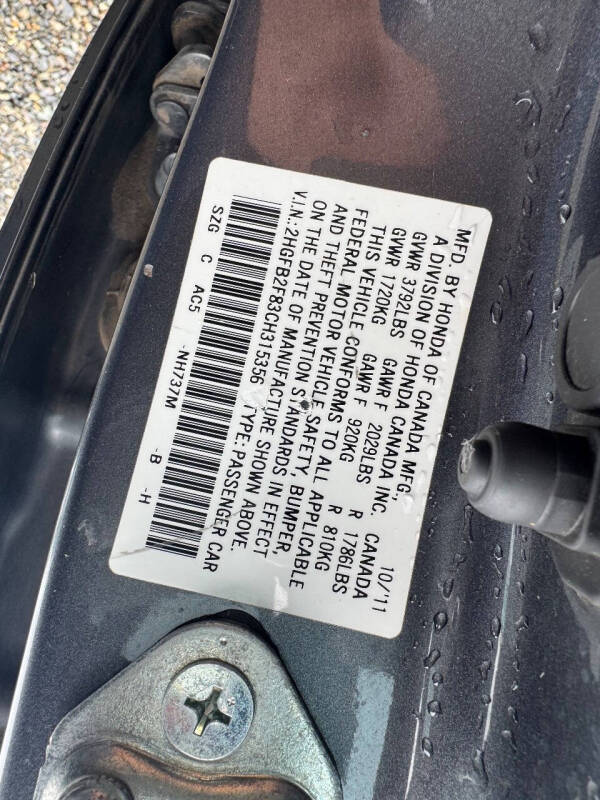 MFD. BY HONDA OF CANADA MFG.,
A DIVISION OF HONDA CANADA INC. CANADA 10/11
GVWR 3792LBS GAWR F 2029LBS R 1786LBS
GVWR 1720KG GAWR F 920KG R 810KG
THIS VEHICLE CONFORMS TO ALL APPLICABLE
FEDERAL MOTOR VEHICLE SAFETY, BUMPER,
AND THEFT PREVENTION STANDARDS IN EFFECT
ON THE DATE OF MANUFACTURE SHOWN ABOVE.
V.I.N.:2HGFB2F83CH315356 TYPE: PASSENGER CAR
SZG C AC5 -NH737M -B -H